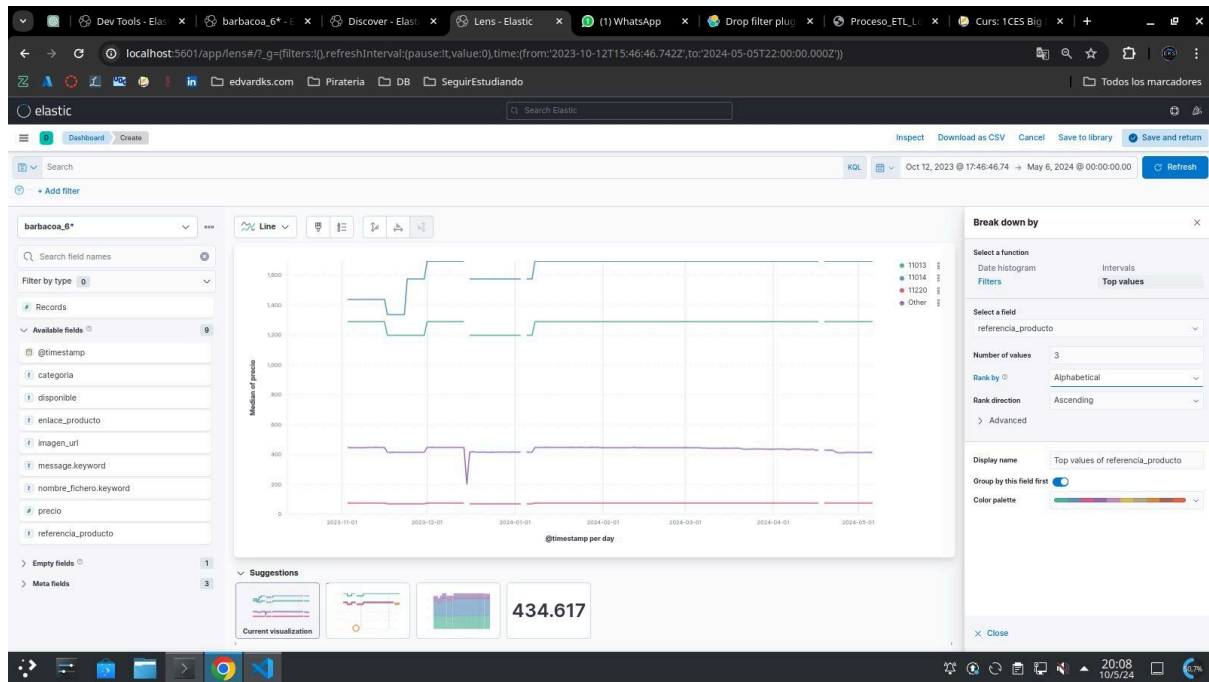 Dev Tools - Elas
barbacoa_6* - E
Discover - Elast
Lens - Elastic
(1) WhatsApp
Drop filter plug
Proceso_ETL_Lo
Curs: 1CES Big
localhost:5601/app/lens#/?_g=(filters:!(),refreshInterval:(pause:!t,value:0),time:(from:'2023-10-12T15:46:46.742Z',to:'2024-05-05T22:00:00.000Z'))
edvardks.com
Pirateria
DB
SeguirEstudiando
Todos los marcadores
elastic
Search Elastic
D
Dashboard
Create
Inspect
Download as CSV
Cancel
Save to library
Save and return
Search
KQL
Oct 12, 2023 @ 17:46:46.74 → May 6, 2024 @ 00:00:00.00
Refresh
+ Add filter
barbacoa_6*
Search field names
Filter by type 0
Records
Available fields 9
@timestamp
categoria
disponible
enlace_producto
imagen_url
message.keyword
nombre_fichero.keyword
precio
referencia_producto
Empty fields 1
Meta fields 3
Line
Median of precio
1,600
1,400
1,200
1,000
800
600
400
200
0
2023-11-01
2023-12-01
2024-01-01
2024-02-01
2024-03-01
2024-04-01
2024-05-01
@timestamp per day
11013
11014
11220
Other
Suggestions
Current visualization
434.617
Break down by
Select a function
Date histogram
Intervals
Filters
Top values
Select a field
referencia_producto
Number of values
3
Rank by
Alphabetical
Rank direction
Ascending
Advanced
Display name
Top values of referencia_producto
Group by this field first
Color palette
Close
20:08
10/5/24